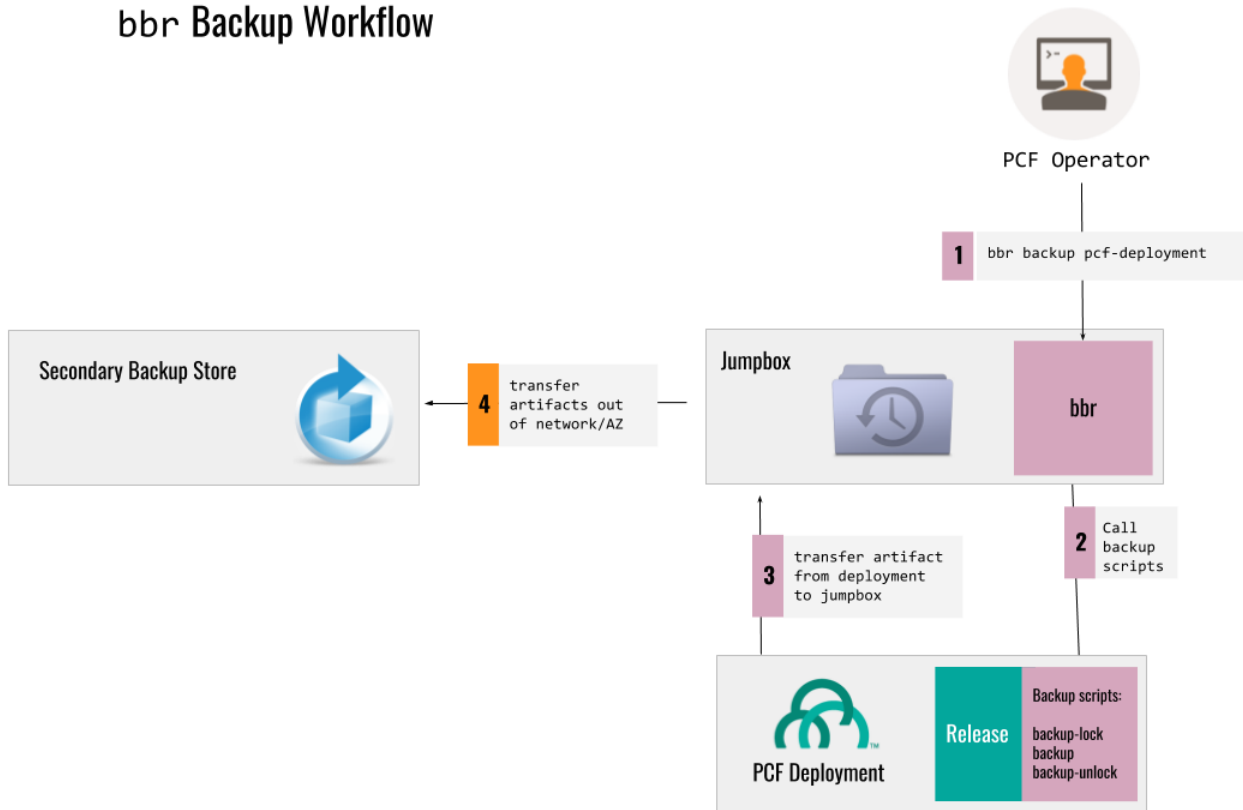 bbr Backup Workflow
PCF Operator
1
bbr backup pcf-deployment
Secondary Backup Store
4
transfer
artifacts out
of network/AZ
Jumpbox
bbr
3
transfer artifact
from deployment
to jumpbox
2
Call
backup
scripts
PCF Deployment
TM
Release
Backup scripts:
backup-lock
backup
backup-unlock